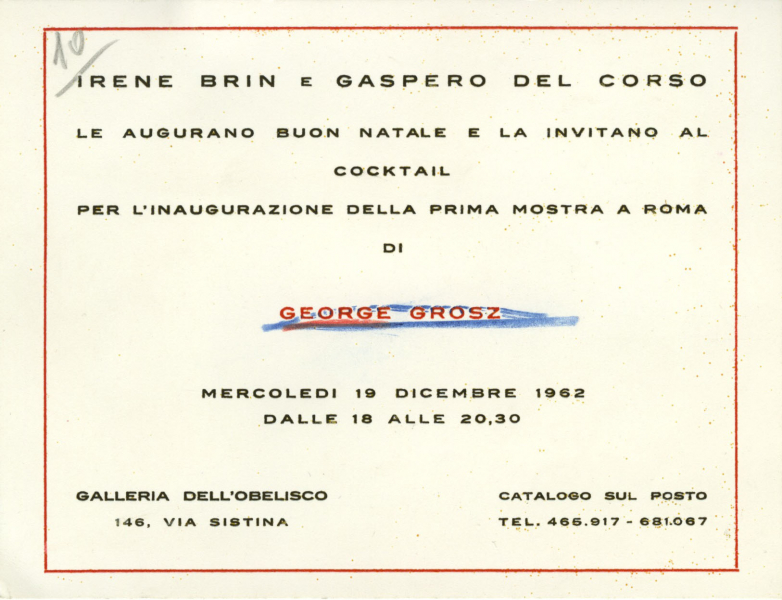 10
IRENE BRIN E GASPERO DEL CORSO
LE AUGURANO BUON NATALE E LA INVITANO AL
COCKTAIL
PER L'INAUGURAZIONE DELLA PRIMA MOSTRA A ROMA
DI
GEORGE GROSZ
MERCOLEDI 19 DICEMBRE 1962
DALLE 18 ALLE 20,30
GALLERIA DELL'OBELISCO
146, VIA SISTINA
CATALOGO SUL POSTO
TEL. 465.917 - 681.067